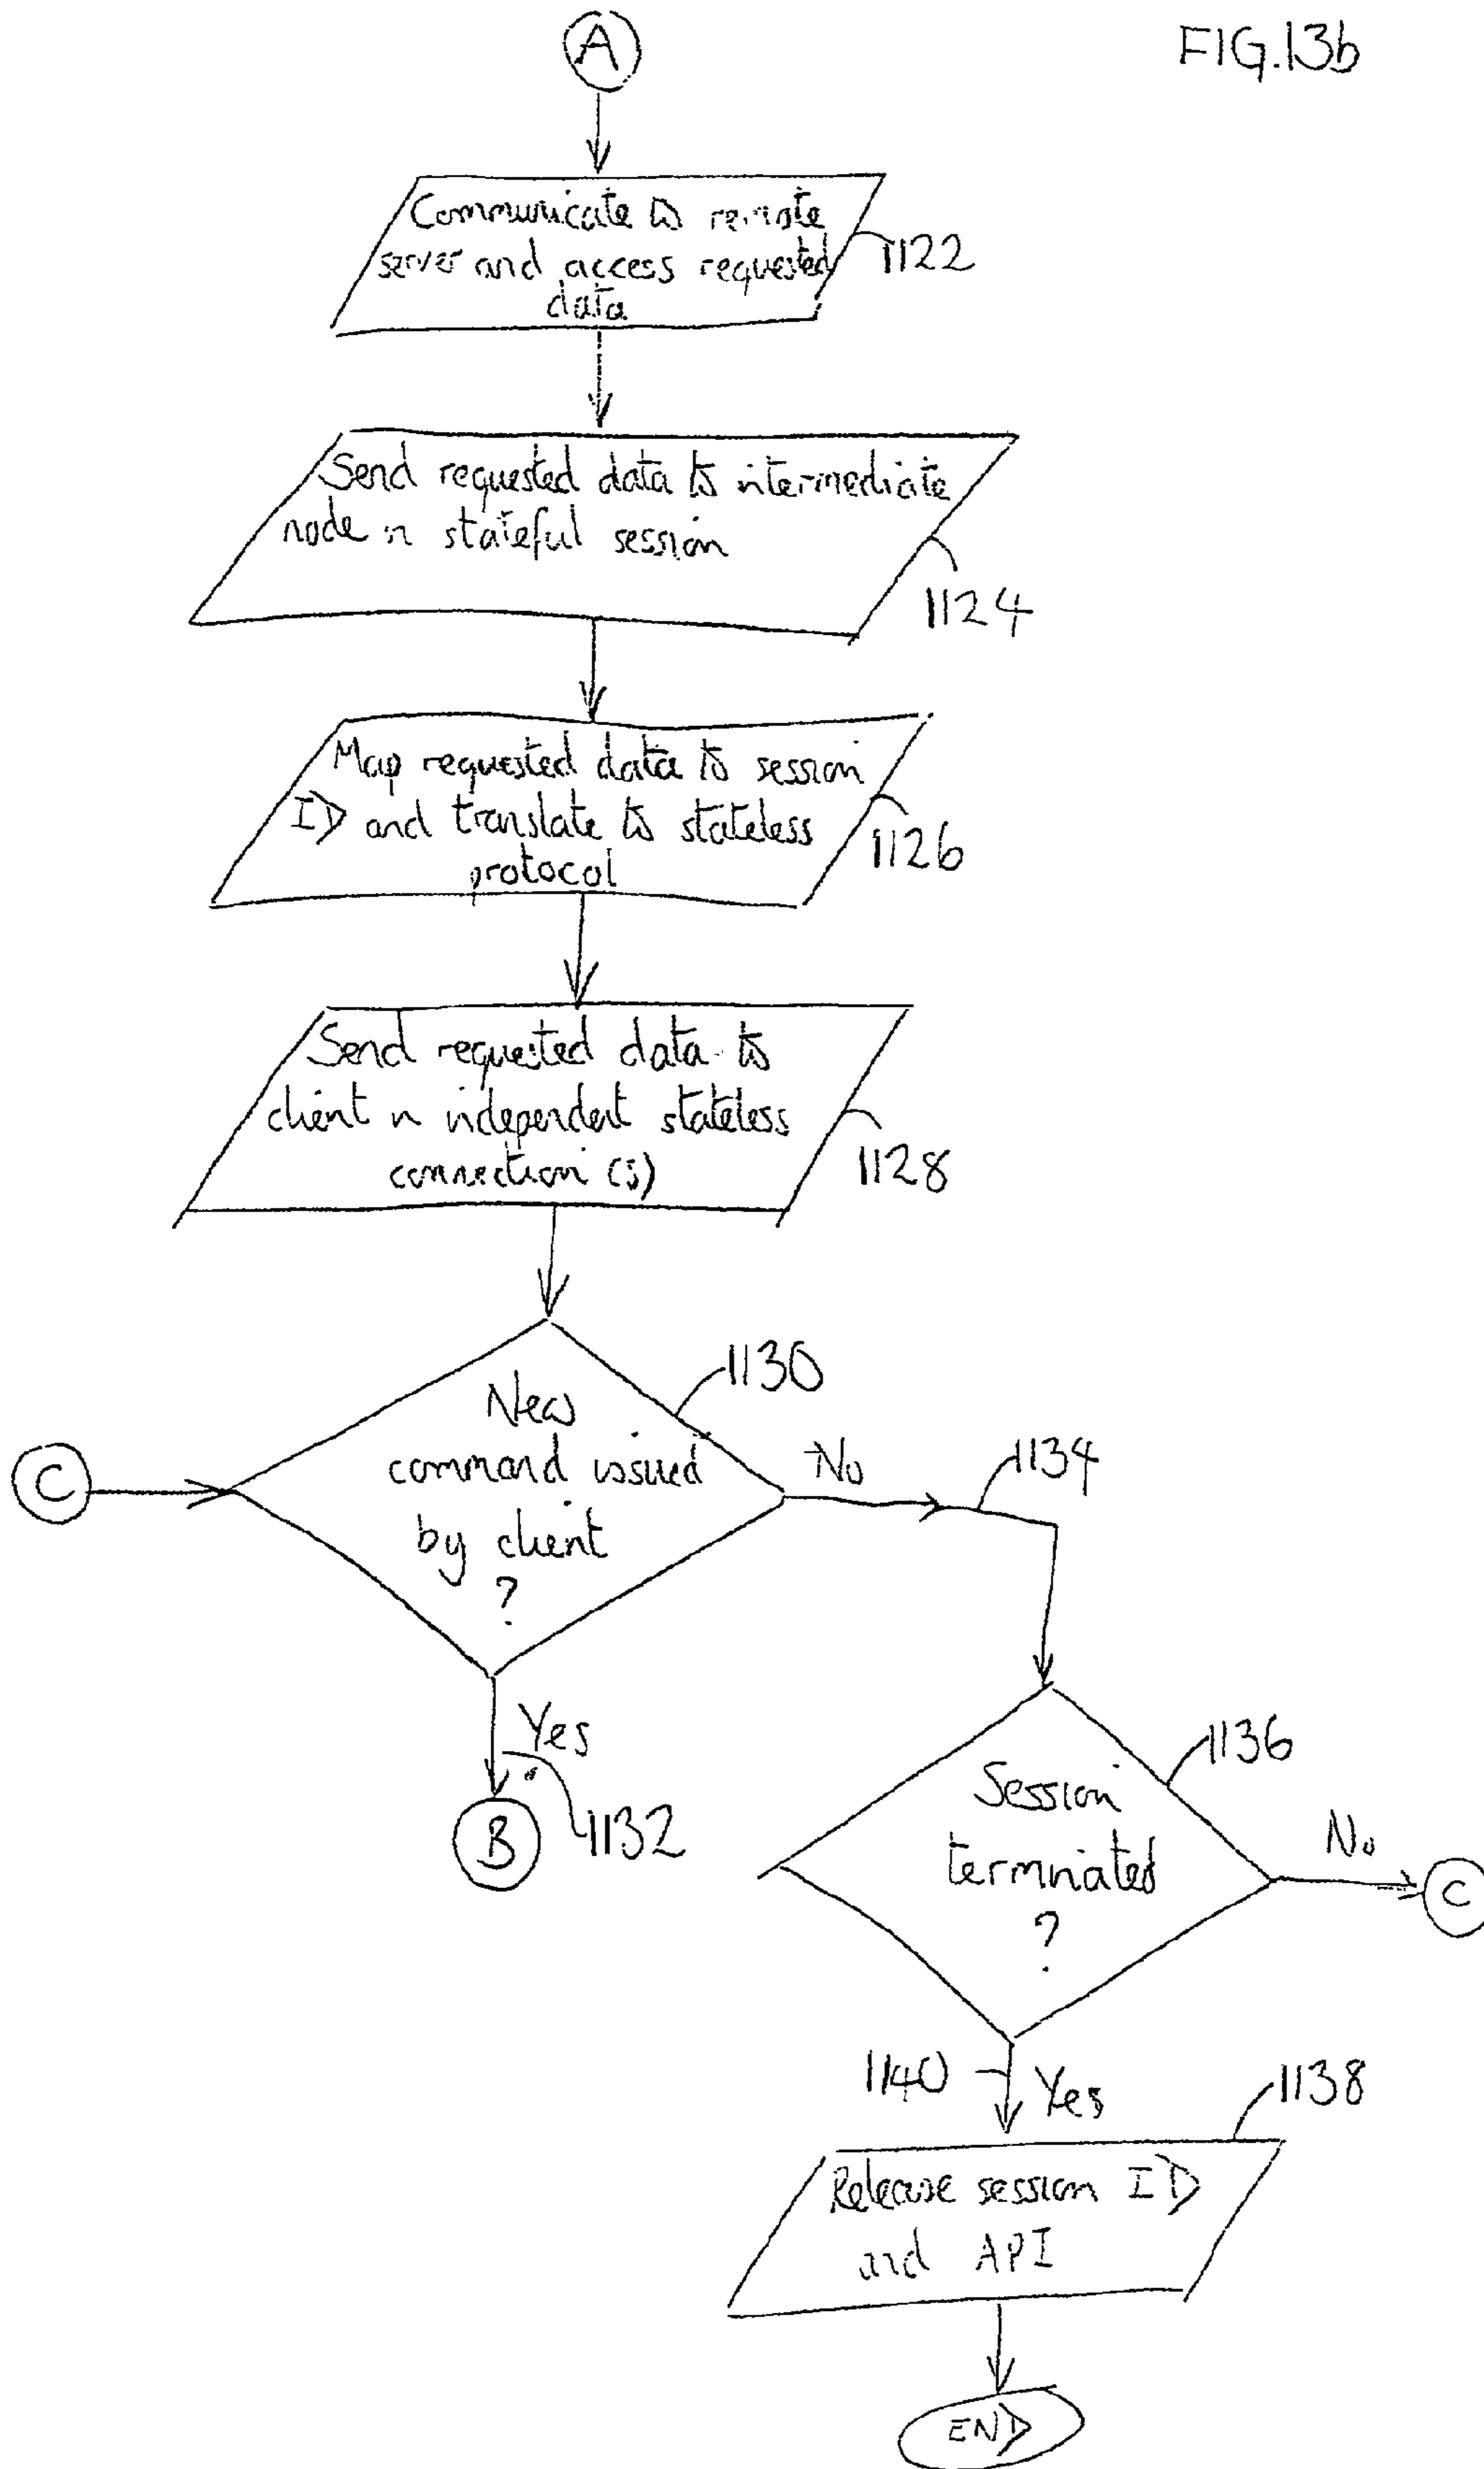 A
FIG.13b
Communicate to remote
server and access requested
data
1122
Send requested data to intermediate
node in stateful session
1124
Map requested data to session
ID and translate to stateless
protocol
1126
Send requested data to
client in independent stateless
connection (s)
1128
1130
New
command issued
by client
?
C
No
1134
Yes
1132
B
1136
Session
termniated
?
No
C
1140
Yes
1138
Release session ID
and API
END